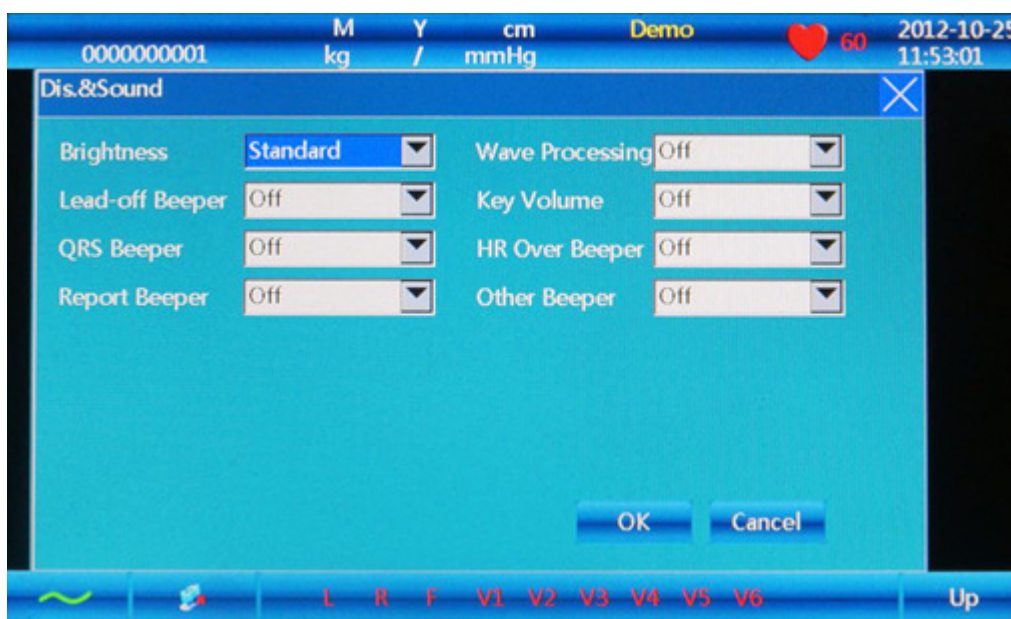 M Y cm Demo 60 2012-10-25
0000000001 kg / mmHg 11:53:01
Dis.&Sound
Brightness Standard Wave Processing Off
Lead-off Beeper Off Key Volume Off
QRS Beeper Off HR Over Beeper Off
Report Beeper Off Other Beeper Off
OK Cancel
L R F V1 V2 V3 V4 V5 V6 Up